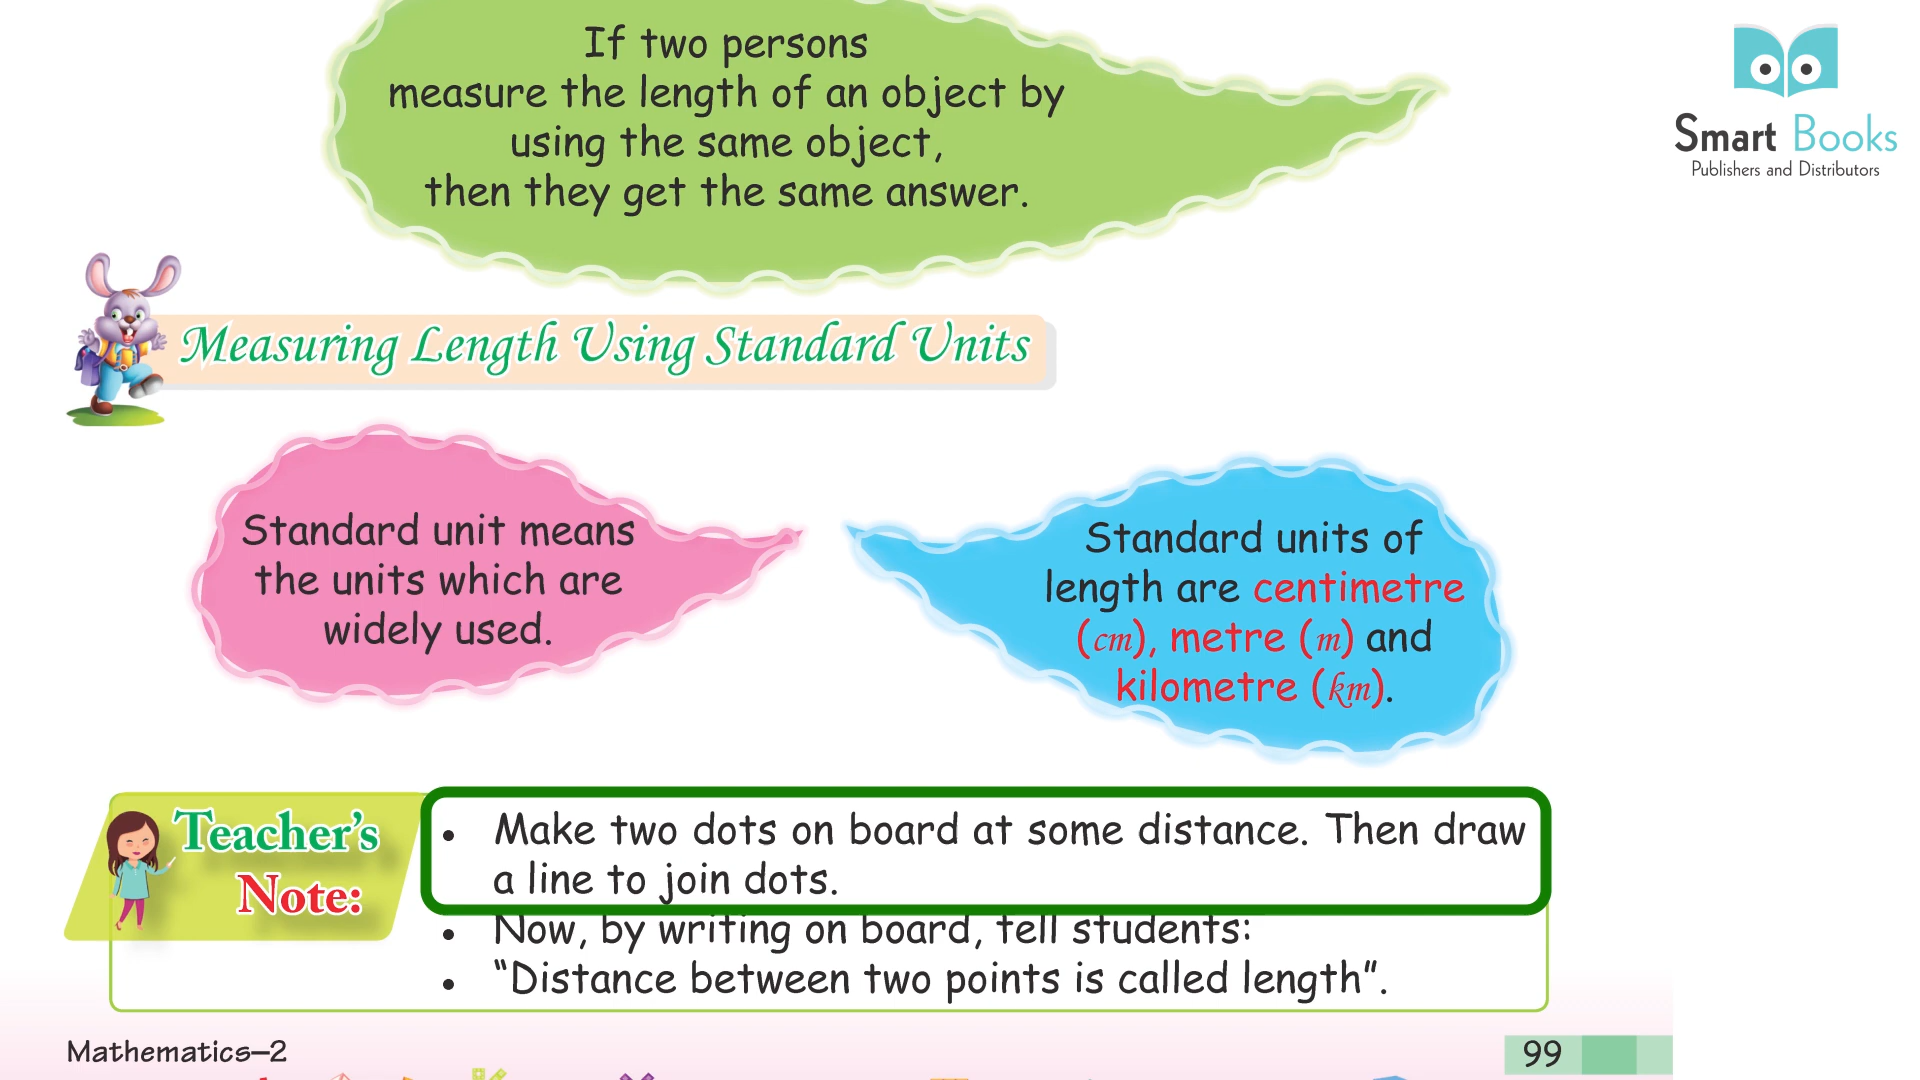 If two persons
measure the length of an object by
using the same object,
then they get the same answer.
Smart Books
Publishers and Distributors
Measuring Length Using Standard Units
Standard unit means
the units which are
widely used.
Standard units of
length are centimetre
(cm), metre (m) and
kilometre (km).
Teacher's
Note:
• Make two dots on board at some distance. Then draw
a line to join dots.
• Now, by writing on board, tell students:
• “Distance between two points is called length”.
Mathematics–2
99